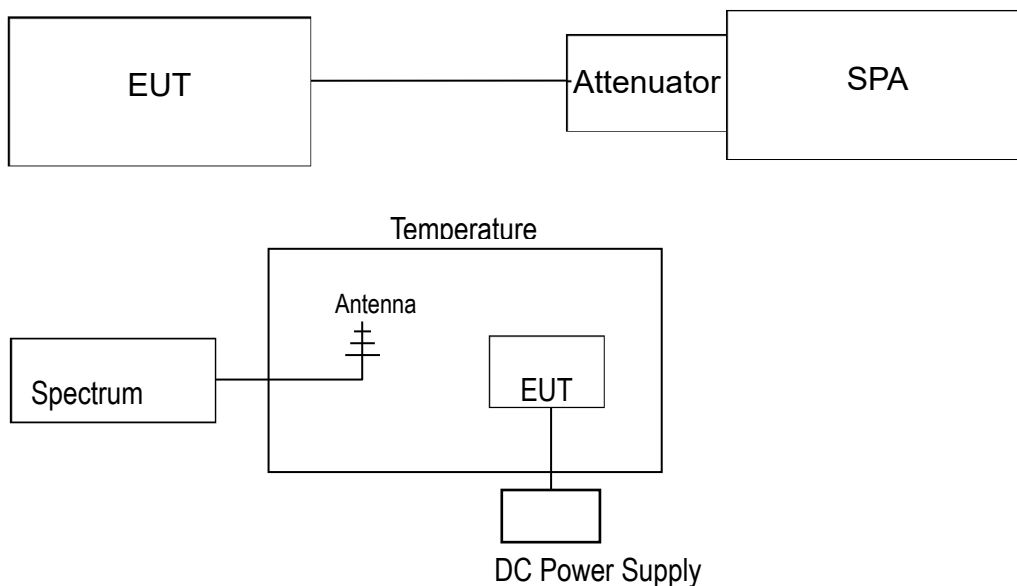 EUT
Attenuator
SPA
Temperature
Antenna
Spectrum
EUT
DC Power Supply